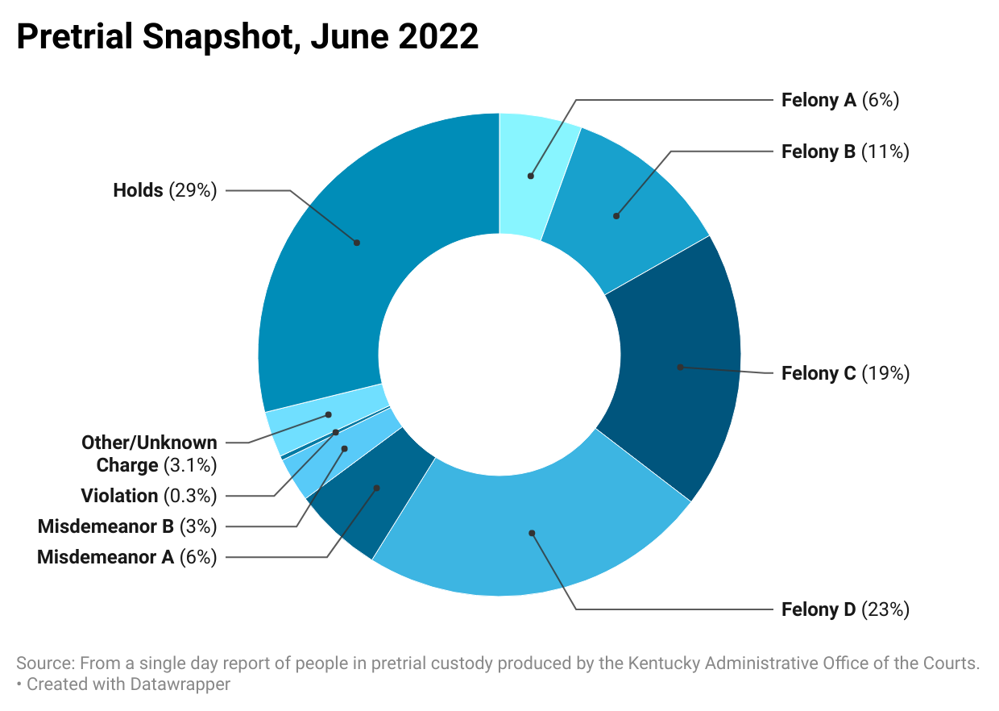 Pretrial Snapshot, June 2022
Felony A (6%)
Felony B (11%)
Holds (29%)
Felony C (19%)
Other/Unknown
Charge (3.1%)
Violation (0.3%)
Misdemeanor B (3%)
Misdemeanor A (6%)
Felony D (23%)
Source: From a single day report of people in pretrial custody produced by the Kentucky Administrative Office of the Courts.
• Created with Datawrapper